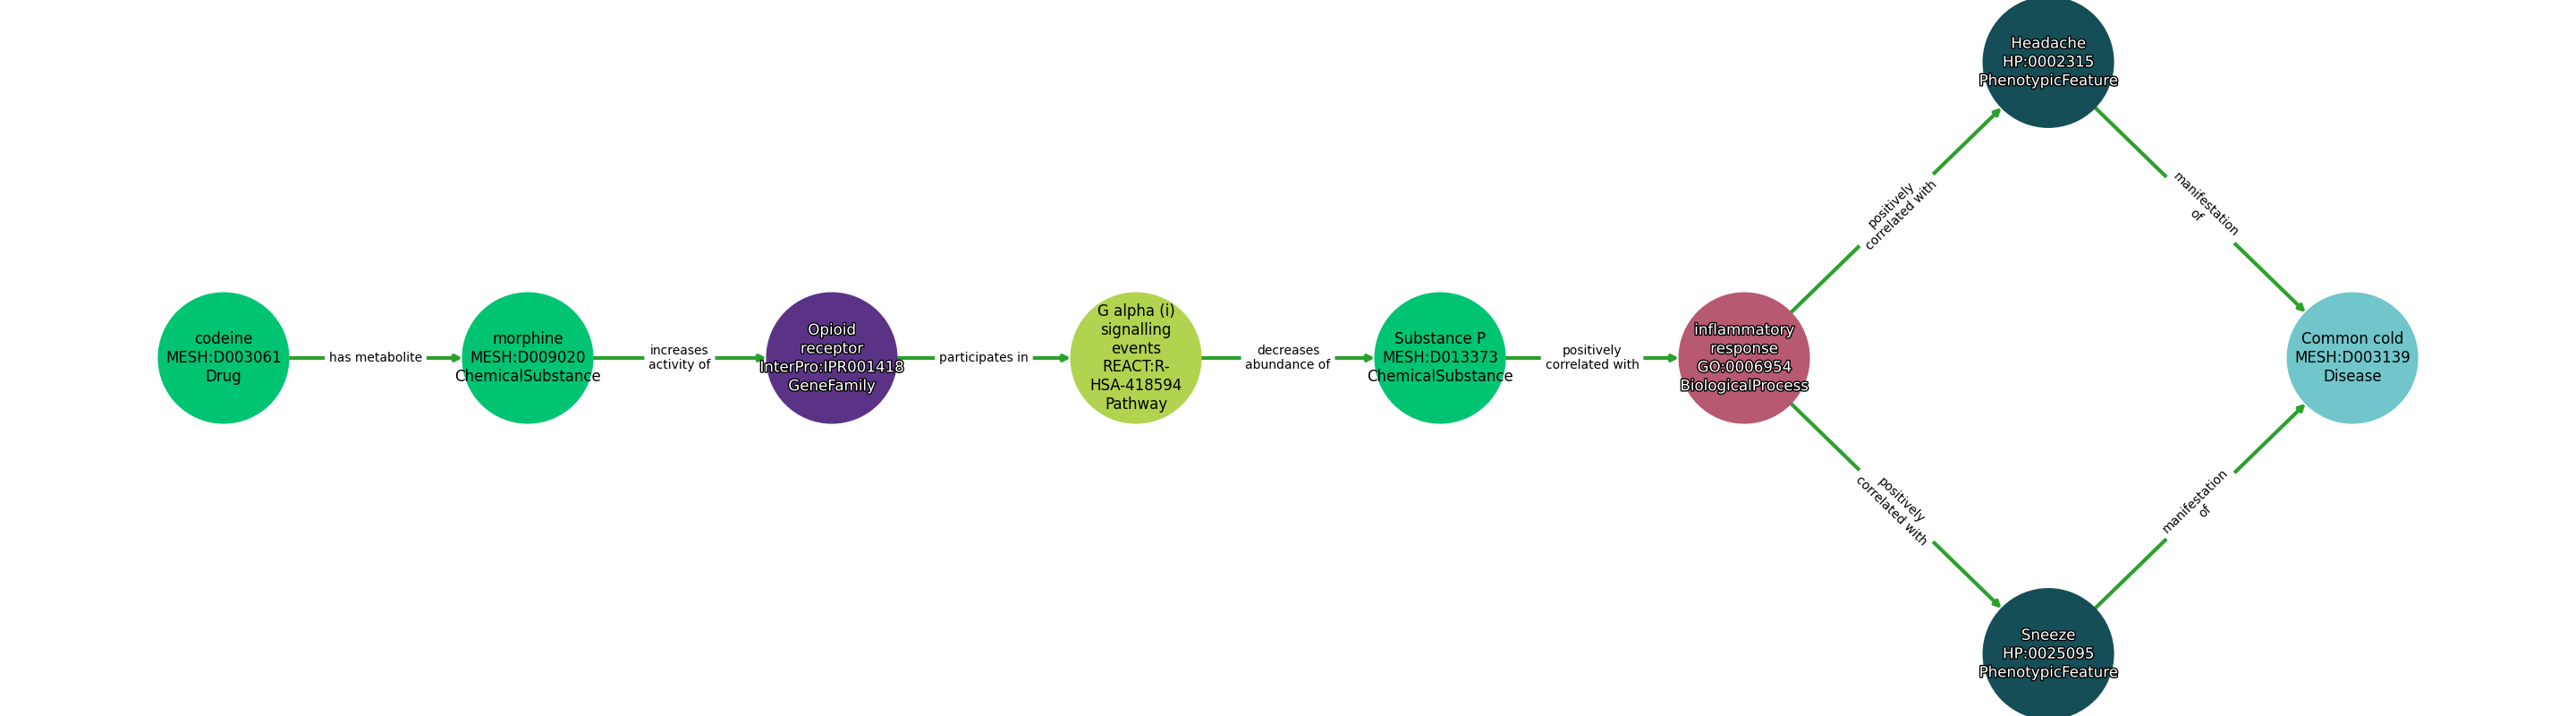 codeine
MESH:D003061
Drug
has metabolite
morphine
MESH:D009020
ChemicalSubstance
increases
activity of
Opioid
receptor
InterPro:IPR001418
GeneFamily
participates in
G alpha (i)
signalling
events
REACT:R-
HSA-418594
Pathway
decreases
abundance of
Substance P
MESH:D013373
ChemicalSubstance
positively
correlated with
inflammatory
response
GO:0006954
BiologicalProcess
positively
correlated with
Headache
HP:0002315
PhenotypicFeature
manifestation
of
positively
correlated with
Sneeze
HP:0025095
PhenotypicFeature
manifestation
of
Common cold
MESH:D003139
Disease